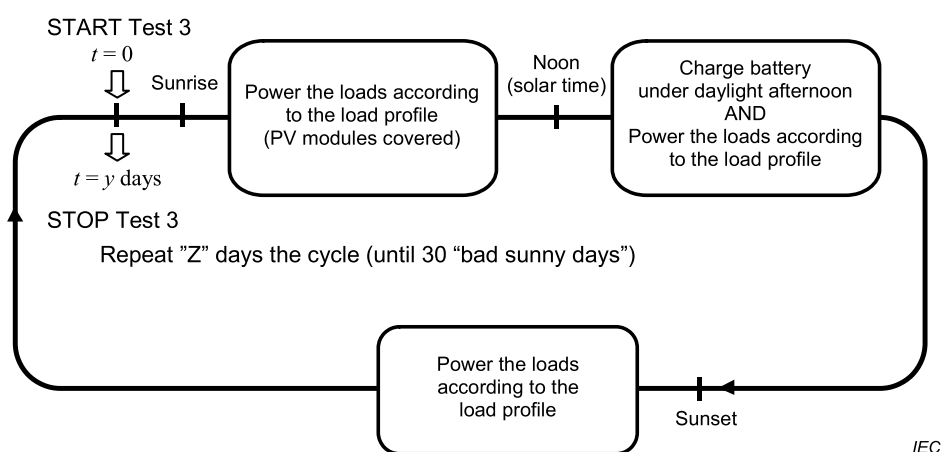 START Test 3
t = 0
Sunrise
Power the loads according
to the load profile
(PV modules covered)
Noon
(solar time)
Charge battery
under daylight afternoon
AND
Power the loads according
to the load profile
t = y days
STOP Test 3
Repeat ”Z” days the cycle (until 30 “bad sunny days”)
Power the loads
according to the
load profile
Sunset
IEC